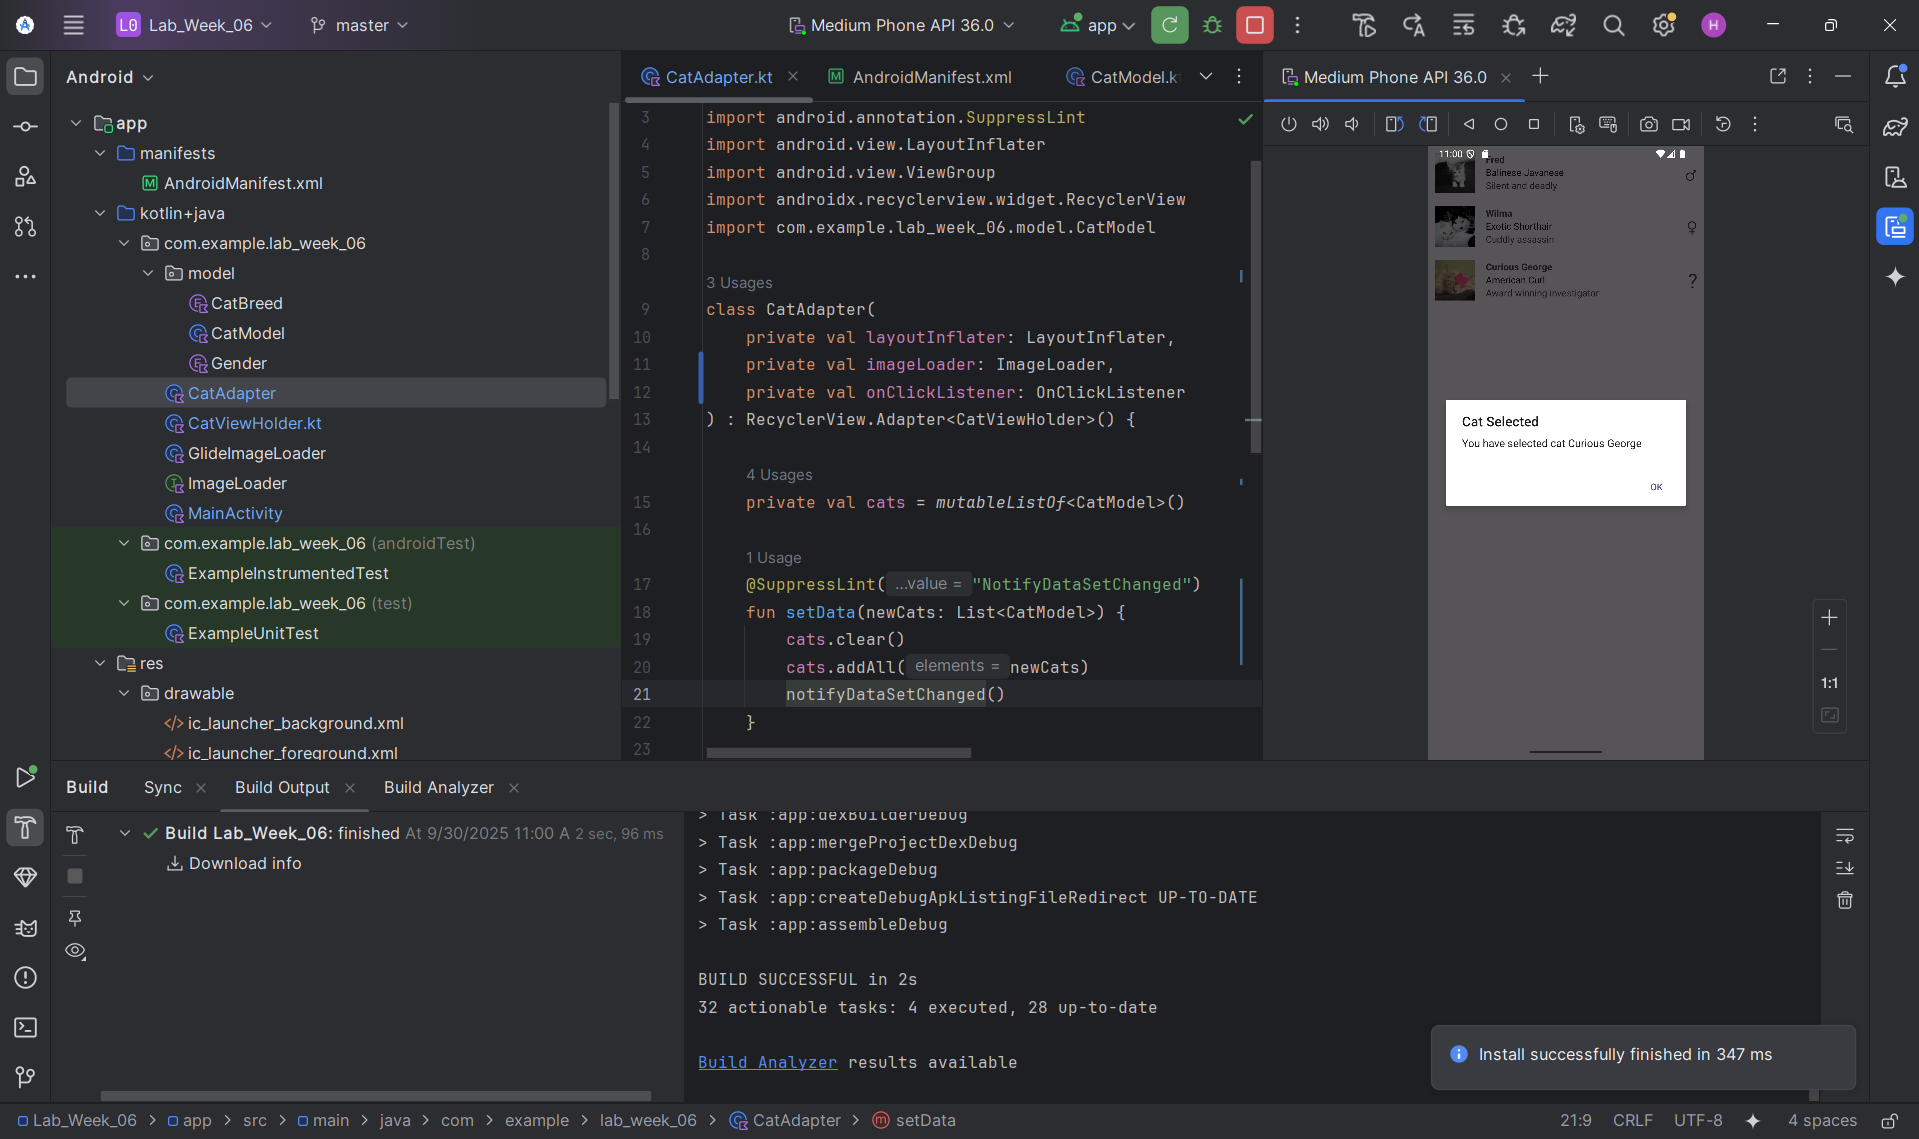 L0 Lab_Week_06 master Medium Phone API 36.0 app H
Android
app
manifests
AndroidManifest.xml
kotlin+java
com.example.lab_week_06
model
CatBreed
CatModel
Gender
CatAdapter
CatViewHolder.kt
GlideImageLoader
ImageLoader
MainActivity
com.example.lab_week_06 (androidTest)
ExampleInstrumentedTest
com.example.lab_week_06 (test)
ExampleUnitTest
res
drawable
ic_launcher_background.xml
ic_launcher_foreground.xml
CatAdapter.kt AndroidManifest.xml CatModel.kt
3 import android.annotation.SuppressLint
4 import android.view.LayoutInflater
5 import android.view.ViewGroup
6 import androidx.recyclerview.widget.RecyclerView
7 import com.example.lab_week_06.model.CatModel
8
3 Usages
9 class CatAdapter(
10 private val layoutInflater: LayoutInflater,
11 private val imageLoader: ImageLoader,
12 private val onClickListener: OnClickListener
13 ) : RecyclerView.Adapter<CatViewHolder>() {
14
4 Usages
15 private val cats = mutableListOf<CatModel>()
16
1 Usage
17 @SuppressLint( ...value = "NotifyDataSetChanged")
18 fun setData(newCats: List<CatModel>) {
19 cats.clear()
20 cats.addAll( elements = newCats)
21 notifyDataSetChanged()
22 }
23
Medium Phone API 36.0
11:00
Fred
Balinese Javanese
Silent and deadly
♂
Wilma
Exotic Shorthair
Cuddly assassin
♀
Curious George
American Curl
Award winning investigator
?
Cat Selected
You have selected cat Curious George
OK
1:1
Build Sync Build Output Build Analyzer
Build Lab_Week_06: finished At 9/30/2025 11:00 A 2 sec, 96 ms
Download info
> Task :app:dexBuilderDebug
> Task :app:mergeProjectDexDebug
> Task :app:packageDebug
> Task :app:createDebugApkListingFileRedirect UP-TO-DATE
> Task :app:assembleDebug
BUILD SUCCESSFUL in 2s
32 actionable tasks: 4 executed, 28 up-to-date
Build Analyzer results available
Install successfully finished in 347 ms
Lab_Week_06 > app > src > main > java > com > example > lab_week_06 > CatAdapter > m setData
21:9 CRLF UTF-8 4 spaces